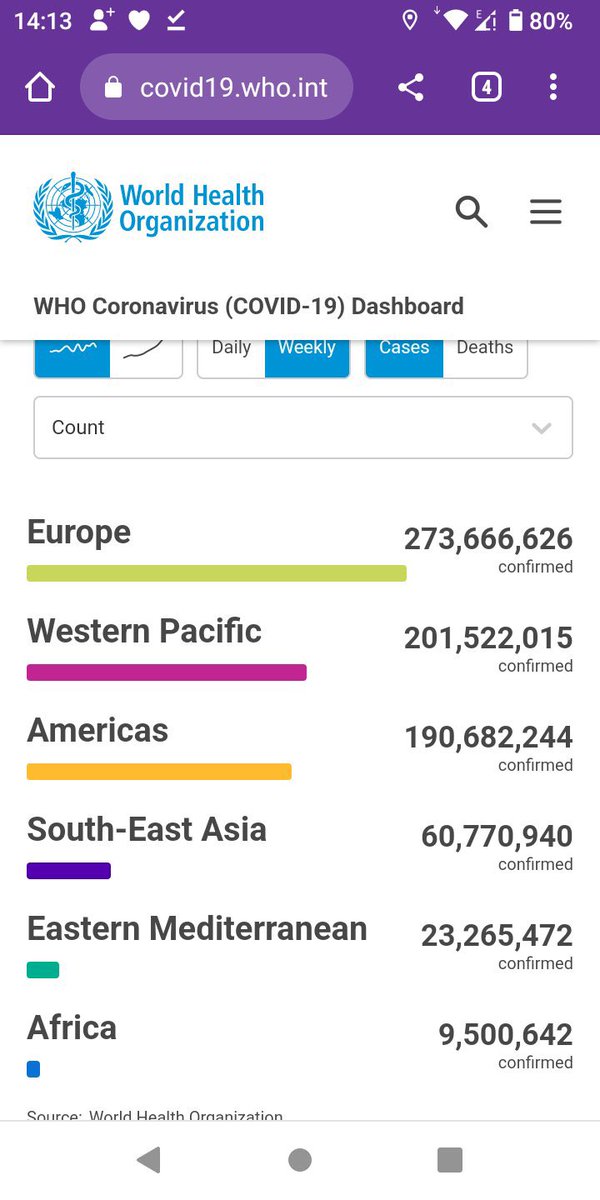 14:13 80%
covid19.who.int 4
World Health
Organization
WHO Coronavirus (COVID-19) Dashboard
Daily Weekly Cases Deaths
Count
Europe 273,666,626
confirmed
Western Pacific 201,522,015
confirmed
Americas 190,682,244
confirmed
South-East Asia 60,770,940
confirmed
Eastern Mediterranean 23,265,472
confirmed
Africa 9,500,642
confirmed
Source: World Health Organization